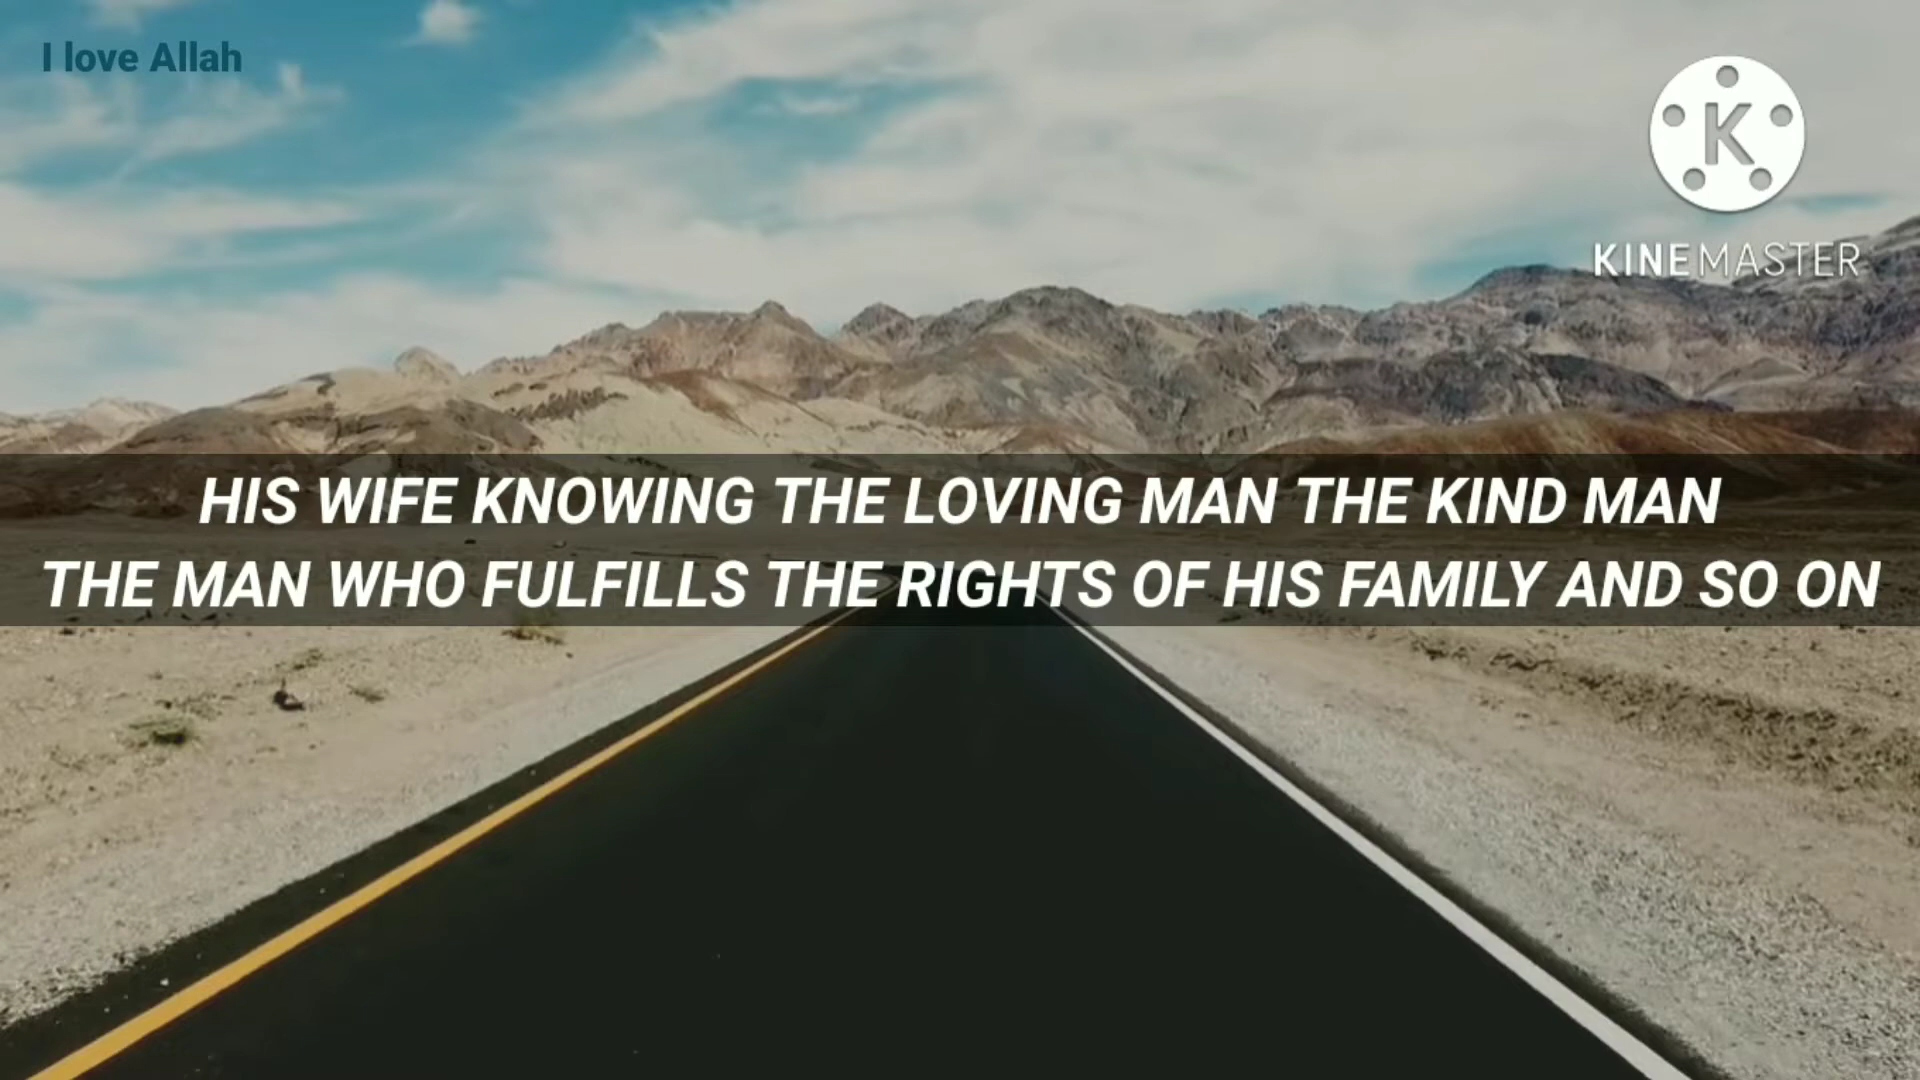 I love Allah
K
KINEMASTER
HIS WIFE KNOWING THE LOVING MAN THE KIND MAN
THE MAN WHO FULFILLS THE RIGHTS OF HIS FAMILY AND SO ON